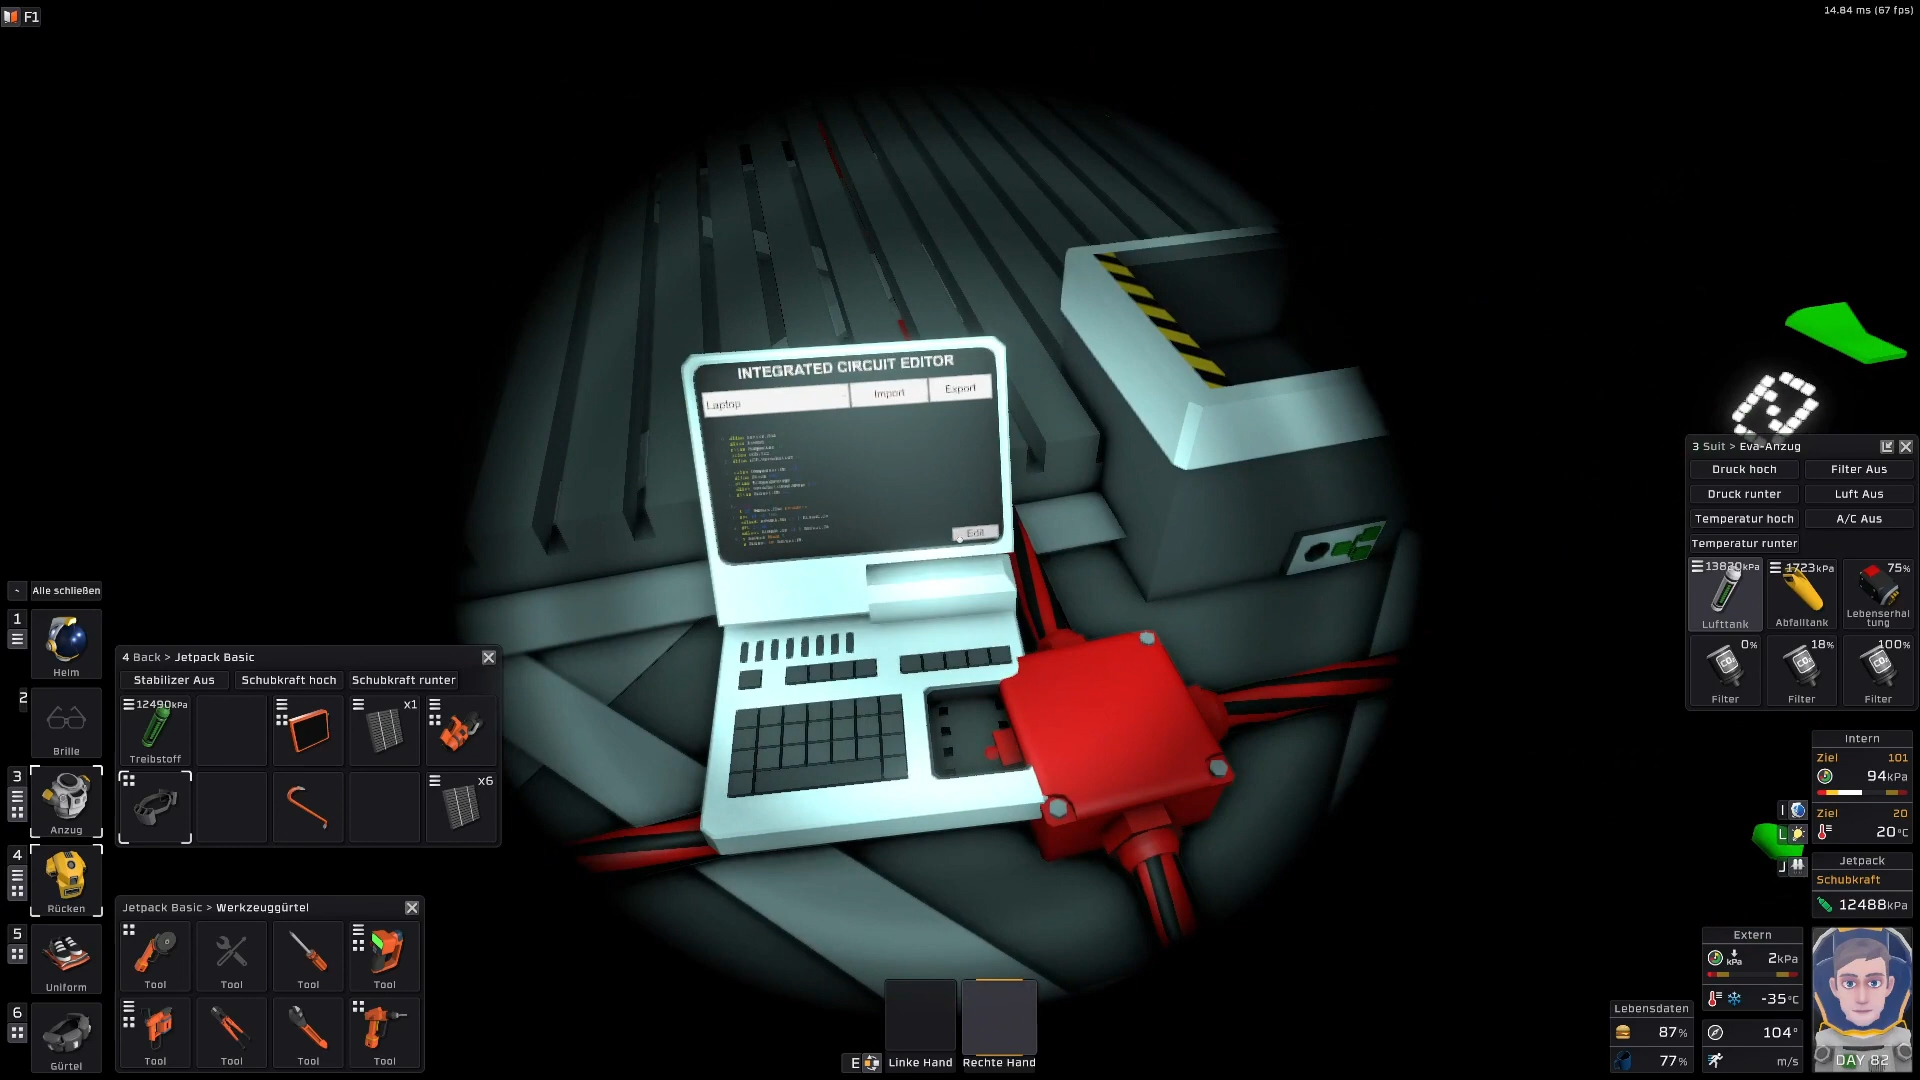 F1
14.84 ms (67 fps)
INTEGRATED CIRCUIT EDITOR
Laptop
Import
Export
Edit
3 Suit > Eva-Anzug
Druck hoch
Filter Aus
Druck runter
Luft Aus
Temperatur hoch
A/C Aus
Temperatur runter
13820kPa
Lufttank
1723kPa
Abfalltank
75%
Lebenserhal
tung
0%
Filter
18%
Filter
100%
Filter
~ Alle schließen
1
Helm
2
Brille
3
Anzug
4
Rücken
5
Uniform
6
Gürtel
4 Back > Jetpack Basic
Stabilizer Aus
Schubkraft hoch
Schubkraft runter
12490kPa
Treibstoff
x1
x6
Jetpack Basic > Werkzeuggürtel
Tool
Tool
Tool
Tool
Tool
Tool
Tool
Tool
E
Linke Hand
Rechte Hand
Intern
Ziel 101
94kPa
Ziel 20
20°C
I
L
J
Jetpack
Schubkraft
12488kPa
Extern
kPa
2kPa
-35°C
104°
m/s
Lebensdaten
87%
77%
DAY 82